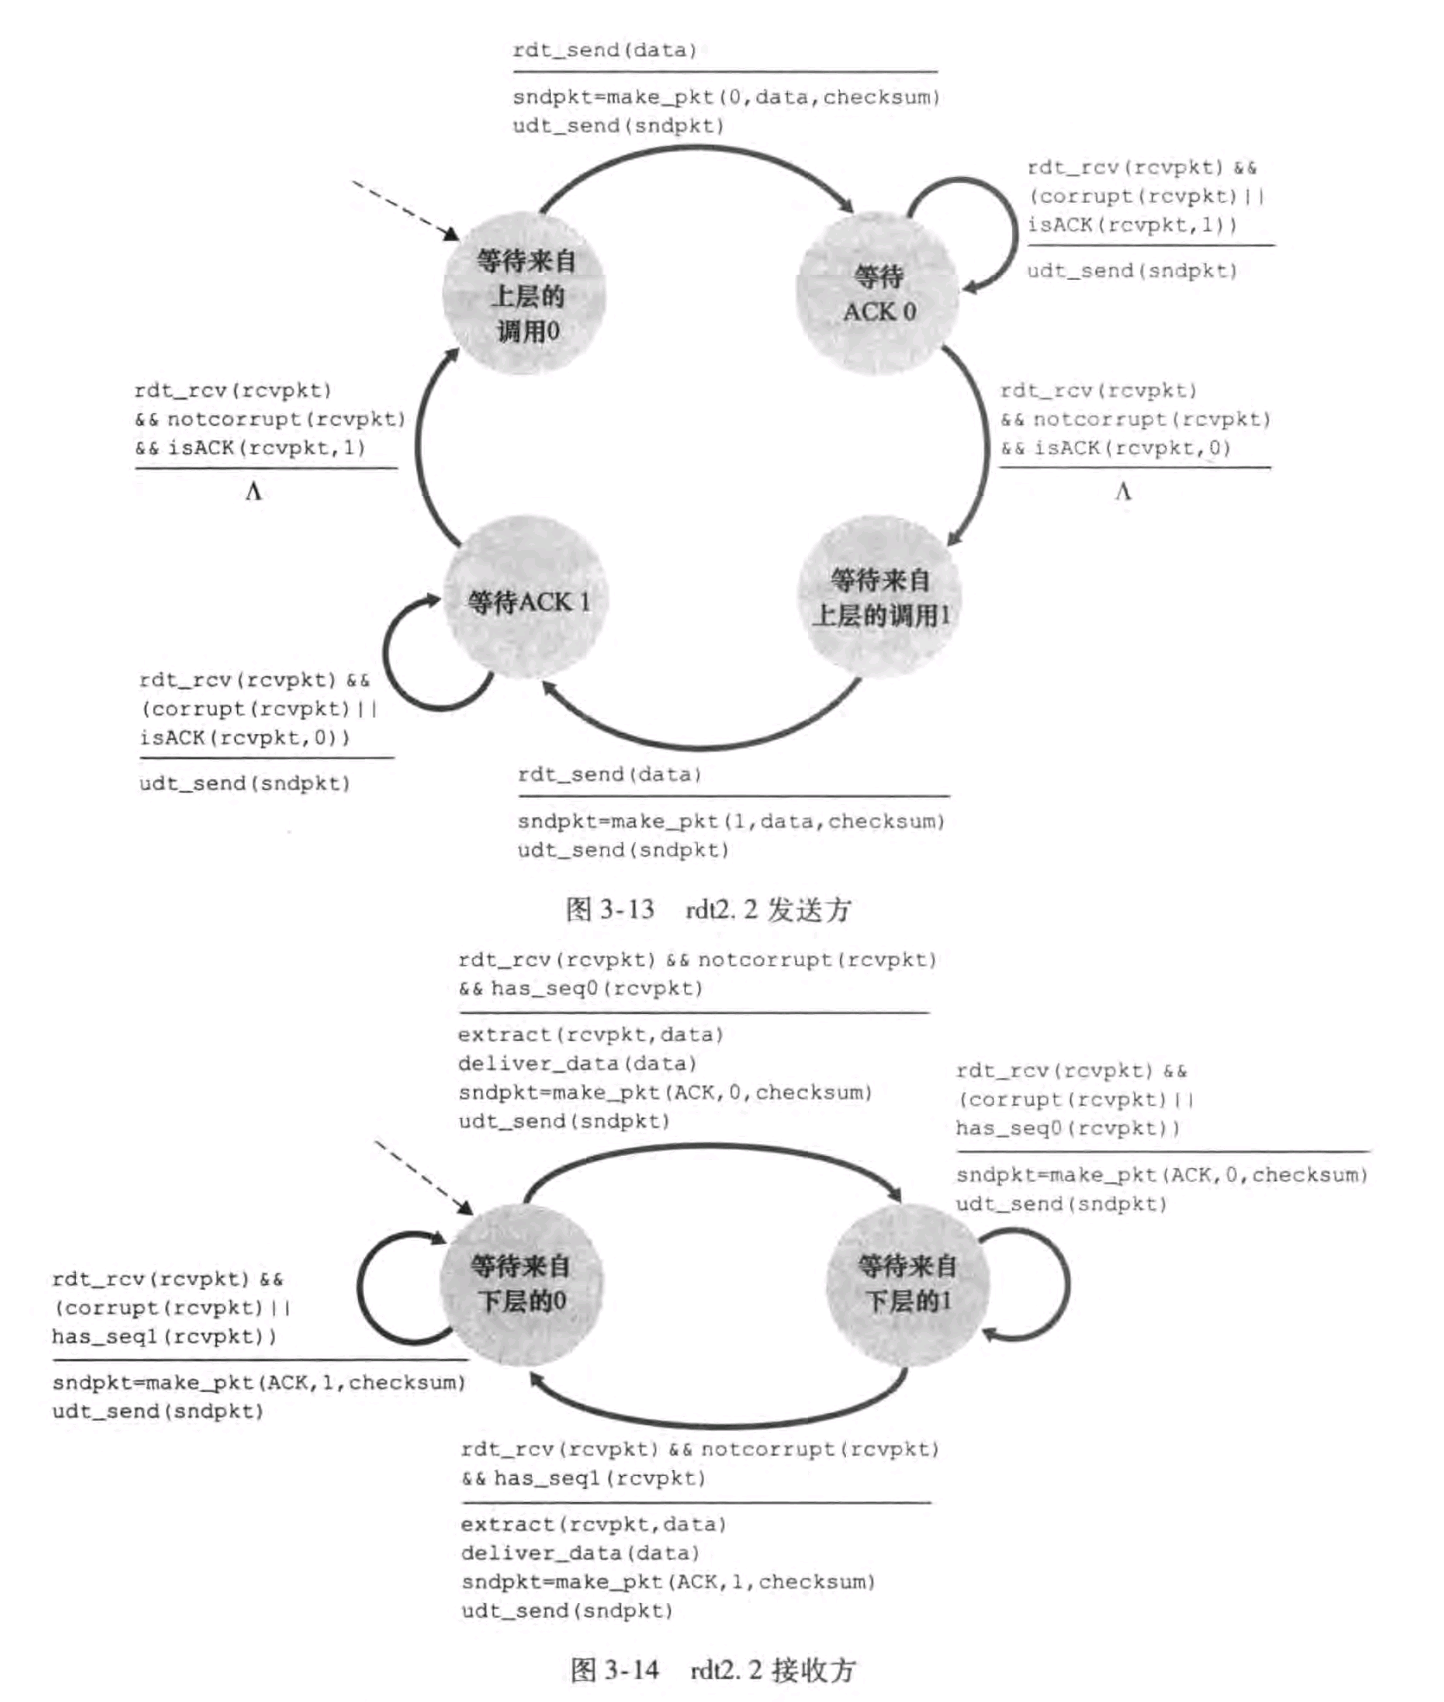 rdt_send(data)
sndpkt=make_pkt(0,data,checksum)
udt_send(sndpkt)
rdt_rcv(rcvpkt) &&
(corrupt(rcvpkt)||
isACK(rcvpkt,1))
udt_send(sndpkt)
等待来自
上层的
调用0
等待
ACK 0
rdt_rcv(rcvpkt)
&& notcorrupt(rcvpkt)
&& isACK(rcvpkt,1)
Λ
rdt_rcv(rcvpkt)
&& notcorrupt(rcvpkt)
&& isACK(rcvpkt,0)
Λ
等待ACK 1
等待来自
上层的调用1
rdt_rcv(rcvpkt) &&
(corrupt(rcvpkt)||
isACK(rcvpkt,0))
udt_send(sndpkt)
rdt_send(data)
sndpkt=make_pkt(1,data,checksum)
udt_send(sndpkt)
图 3-13 rdt2. 2 发送方
rdt_rcv(rcvpkt) && notcorrupt(rcvpkt)
&& has_seq0(rcvpkt)
extract(rcvpkt,data)
deliver_data(data)
sndpkt=make_pkt(ACK,0,checksum)
udt_send(sndpkt)
rdt_rcv(rcvpkt) &&
(corrupt(rcvpkt)||
has_seq0(rcvpkt))
sndpkt=make_pkt(ACK,0,checksum)
udt_send(sndpkt)
等待来自
下层的0
等待来自
下层的1
rdt_rcv(rcvpkt) &&
(corrupt(rcvpkt)||
has_seq1(rcvpkt))
sndpkt=make_pkt(ACK,1,checksum)
udt_send(sndpkt)
rdt_rcv(rcvpkt) && notcorrupt(rcvpkt)
&& has_seq1(rcvpkt)
extract(rcvpkt,data)
deliver_data(data)
sndpkt=make_pkt(ACK,1,checksum)
udt_send(sndpkt)
图 3-14 rdt2. 2 接收方